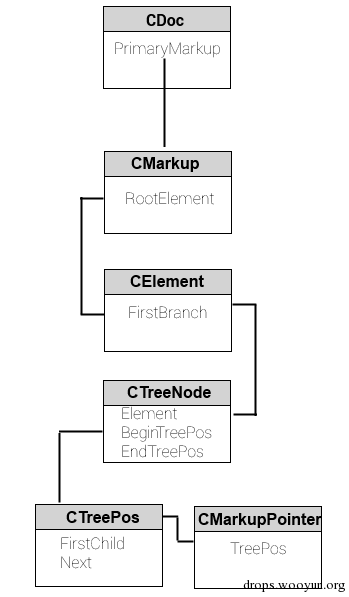 CDoc
PrimaryMarkup
CMarkup
RootElement
CElement
FirstBranch
CTreeNode
Element
BeginTreePos
EndTreePos
CTreePos
FirstChild
Next
CMarkupPointer
TreePos
drops.wooyun.org